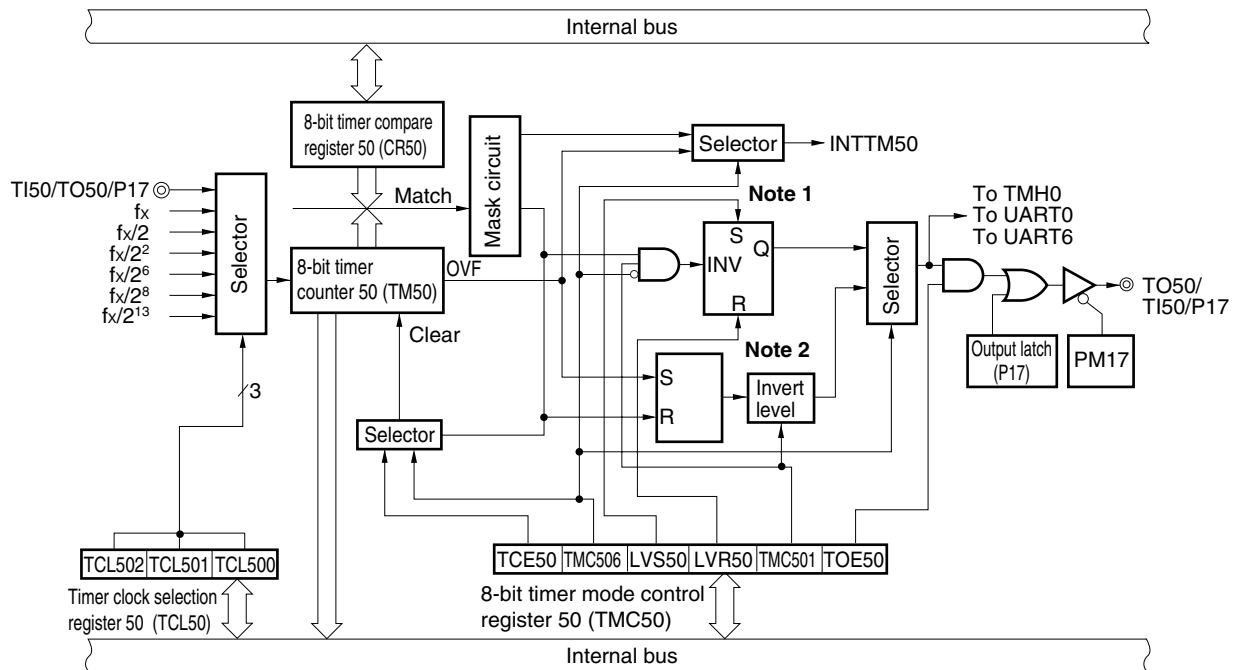 Internal bus
8-bit timer compare
register 50 (CR50)
Mask circuit
Selector
INTTM50
TI50/TO50/P17
Match
Note 1
To TMH0
To UART0
To UART6
fX
fX/2
fX/2²
fX/2⁶
fX/2⁸
fX/2¹³
Selector
8-bit timer
counter 50 (TM50)
OVF
S
Q
INV
R
Selector
TO50/
TI50/P17
Clear
Note 2
Output latch
(P17)
PM17
3
S
R
Invert
level
Selector
TCL502 TCL501 TCL500
TCE50 TMC506 LVS50 LVR50 TMC501 TOE50
Timer clock selection
register 50 (TCL50)
8-bit timer mode control
register 50 (TMC50)
Internal bus